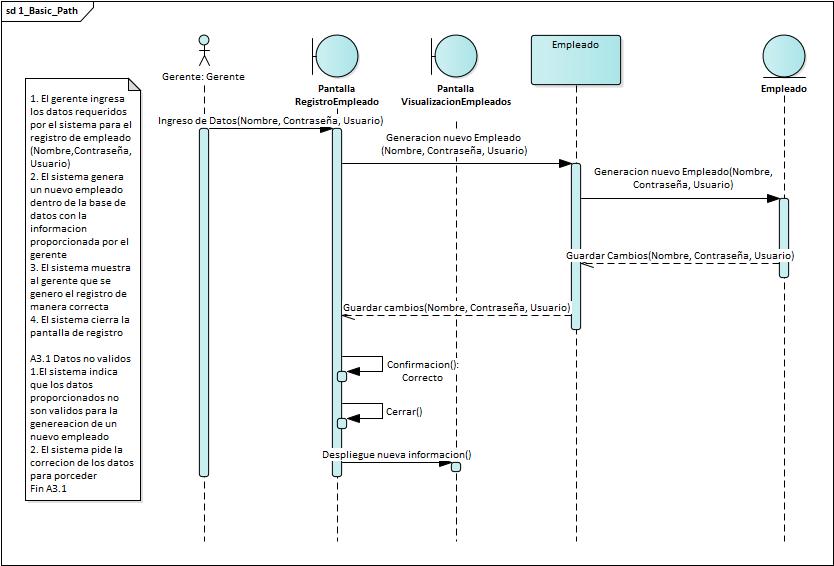 sd 1_Basic_Path
Gerente: Gerente
Pantalla
RegistroEmpleado
Pantalla
VisualizacionEmpleados
Empleado
Empleado
1. El gerente ingresa
los datos requeridos
por el sistema para el
registro de empleado
(Nombre,Contraseña,
Usuario)
2. El sistema genera
un nuevo empleado
dentro de la base de
datos con la
informacion
proporcionada por el
gerente
3. El sistema muestra
al gerente que se
genero el registro de
manera correcta
4. El sistema cierra la
pantalla de registro
A3.1 Datos no validos
1.El sistema indica
que los datos
proporcionados no
son validos para la
genereacion de un
nuevo empleado
2. El sistema pide la
correcion de los datos
para porceder
Fin A3.1
Ingreso de Datos(Nombre, Contraseña, Usuario)
Generacion nuevo Empleado
(Nombre, Contraseña, Usuario)
Generacion nuevo Empleado(Nombre,
Contraseña, Usuario)
Guardar Cambios(Nombre, Contraseña, Usuario)
Guardar cambios(Nombre, Contraseña, Usuario)
Confirmacion():
Correcto
Cerrar()
Despliegue nueva informacion()